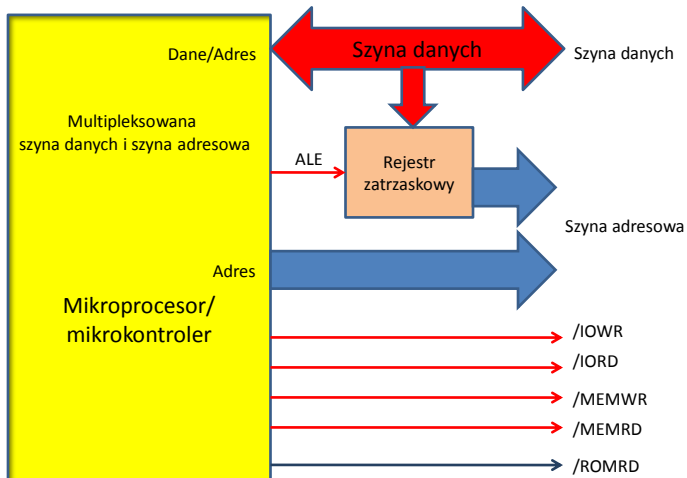 Dane/Adres
Szyna danych
Szyna danych
Multipleksowana
szyna danych i szyna adresowa
ALE
Rejestr
zatrzaskowy
Szyna adresowa
Adres
Mikroprocesor/
mikrokontroler
/IOWR
/IORD
/MEMWR
/MEMRD
/ROMRD